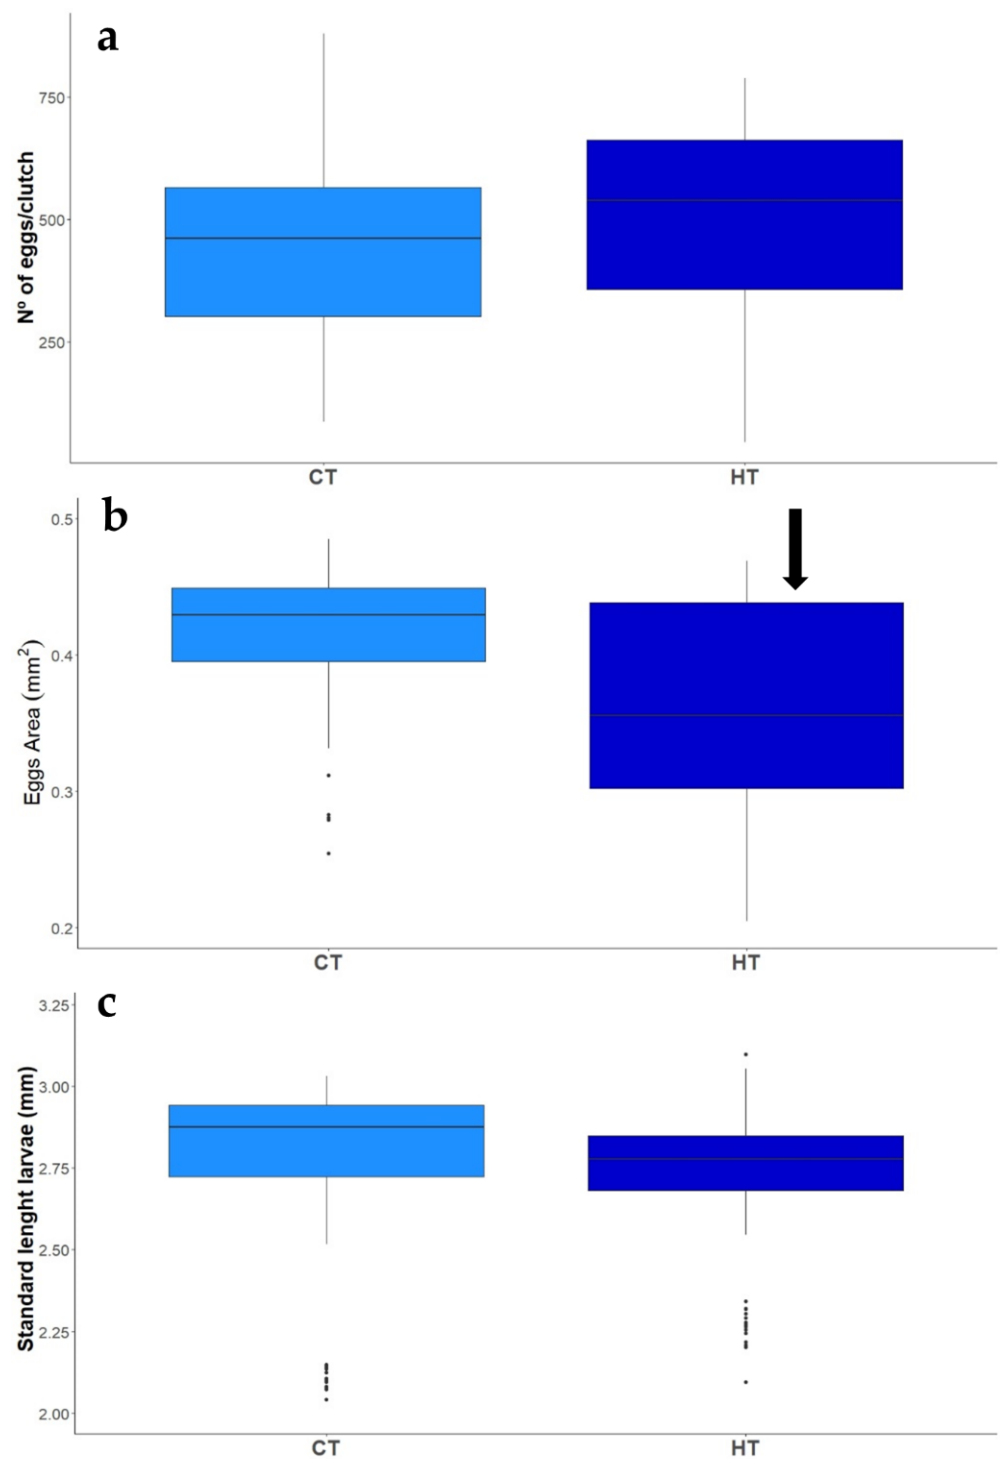 a
Nº of eggs/clutch
750
500
250
CT HT
b
Eggs Area (mm²)
0.5
0.4
0.3
0.2
CT HT
c
Standard lenght larvae (mm)
3.25
3.00
2.75
2.50
2.25
2.00
CT HT